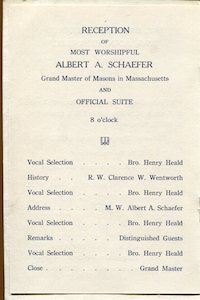 RECEPTION
OF
MOST WORSHIPFUL
ALBERT A. SCHAEFER
Grand Master of Masons in Massachusetts
AND
OFFICIAL SUITE
8 o'clock
Vocal Selection . . . . . Bro. Henry Heald
History . . . R. W. Clarence W. Wentworth
Vocal Selection . . . . . Bro. Henry Heald
Address . . . . . M. W. Albert A. Schaefer
Vocal Selection . . . . . Bro. Henry Heald
Remarks . . . . . Distinguished Guests
Vocal Selection . . . . . Bro. Henry Heald
Close . . . . . . . . Grand Master